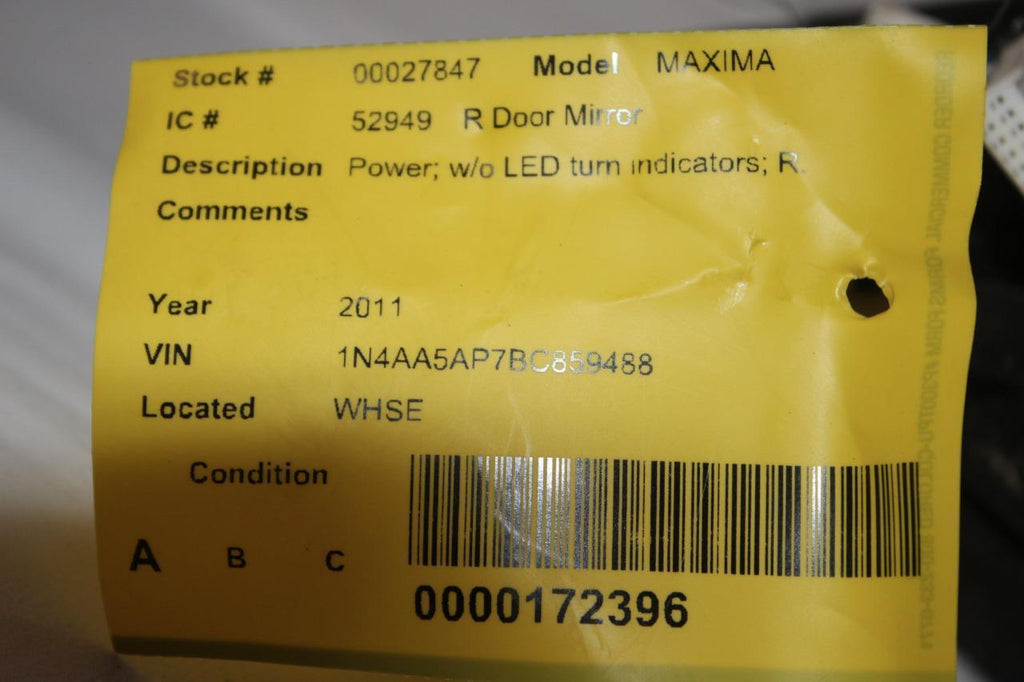 Stock # 00027847 Model MAXIMA
IC # 52949 R Door Mirror
Description Power; w/o LED turn indicators; R.
Comments
Year 2011
VIN 1N4AA5AP7BC859488
Located WHSE
Condition
A B C
0000172396